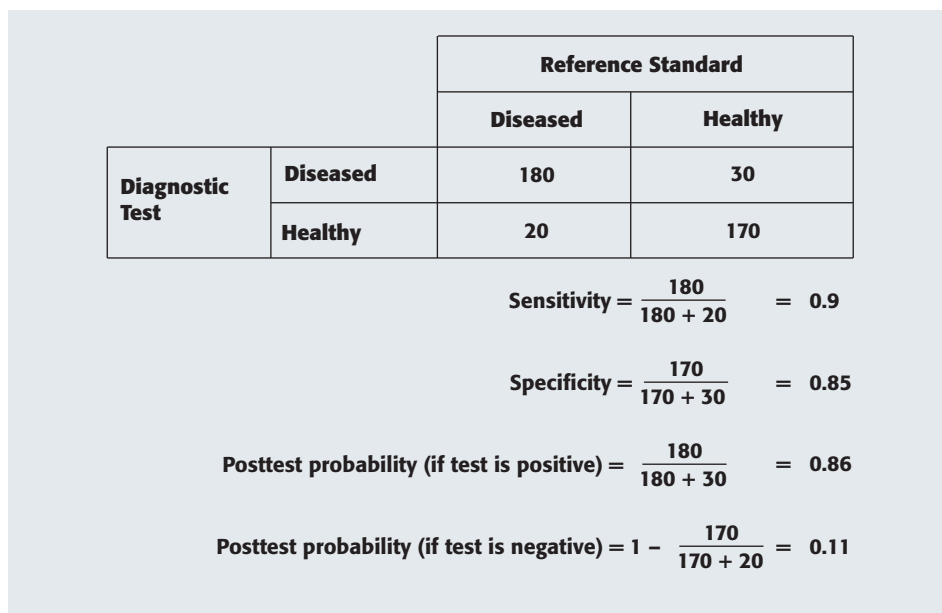 Reference Standard
Diseased Healthy
Diagnostic Test Diseased 180 30
Healthy 20 170
Sensitivity = 180 / 180 + 20 = 0.9
Specificity = 170 / 170 + 30 = 0.85
Posttest probability (if test is positive) = 180 / 180 + 30 = 0.86
Posttest probability (if test is negative) = 1 – 170 / 170 + 20 = 0.11